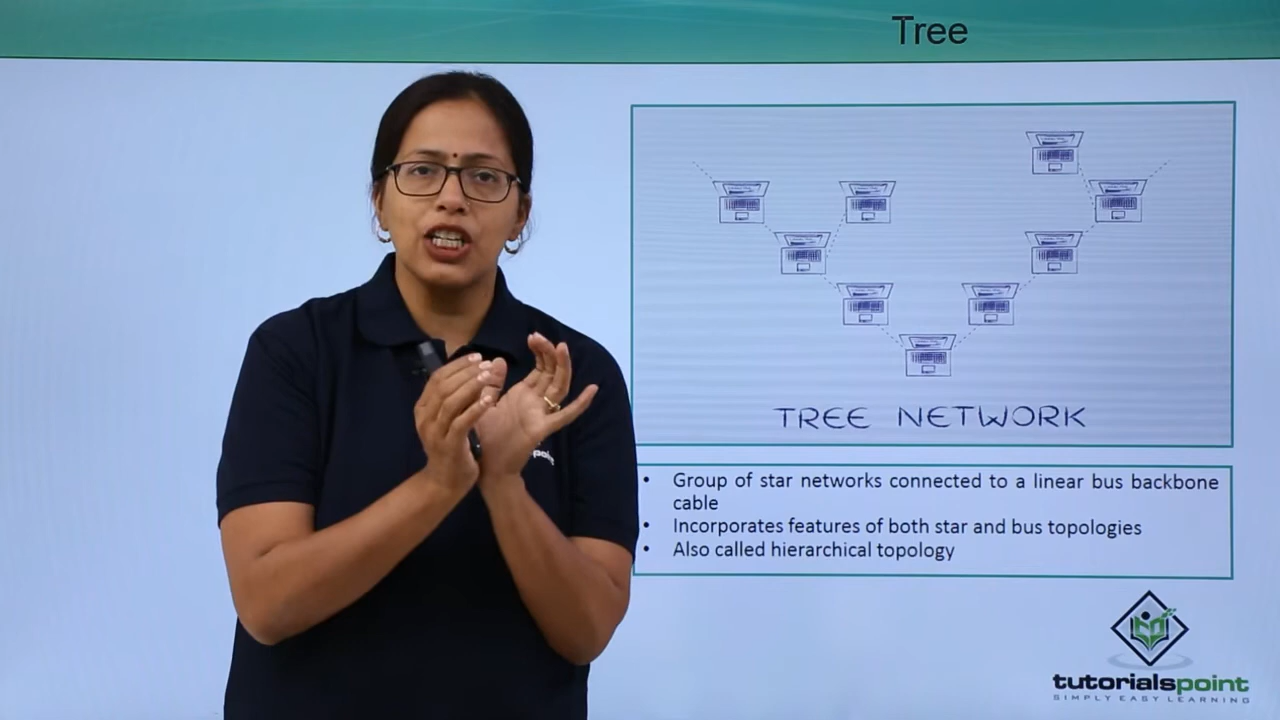 Tree
TREE NETWORK
• Group of star networks connected to a linear bus backbone
cable
• Incorporates features of both star and bus topologies
• Also called hierarchical topology
tutorialspoint
SIMPLY EASY LEARNING